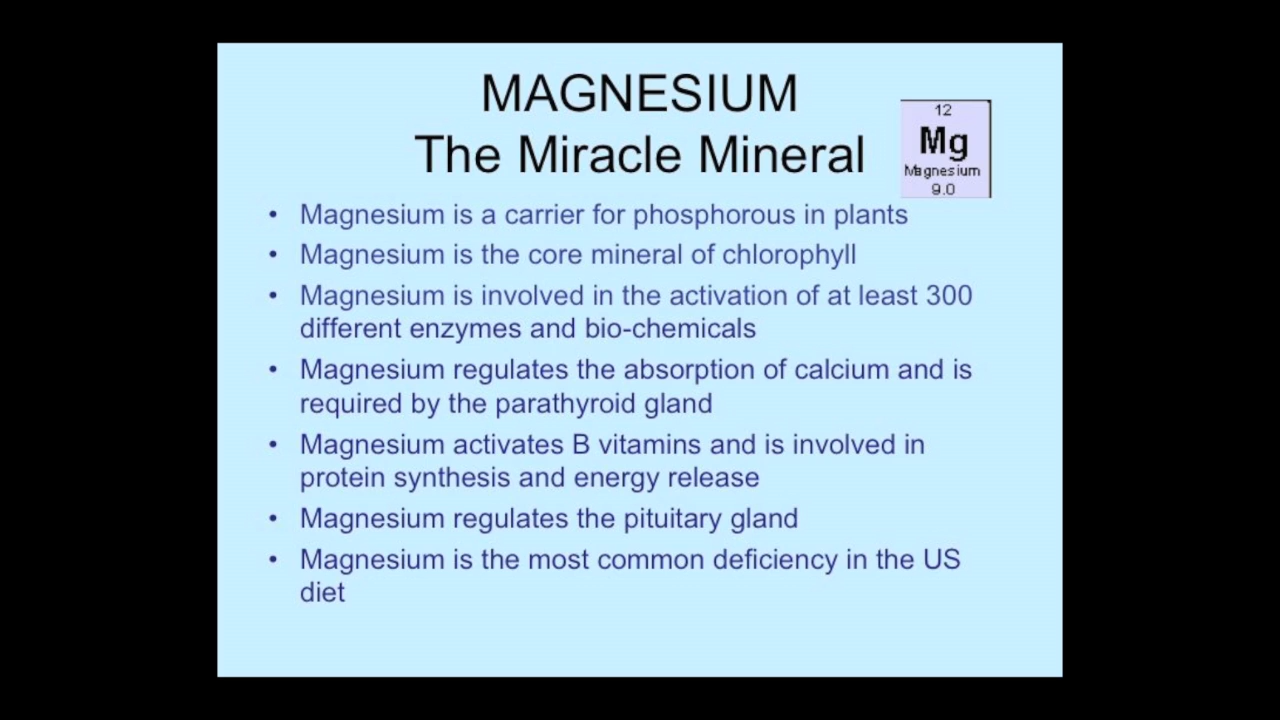 MAGNESIUM
The Miracle Mineral
12
Mg
Magnesium
9.0
• Magnesium is a carrier for phosphorous in plants
• Magnesium is the core mineral of chlorophyll
• Magnesium is involved in the activation of at least 300
different enzymes and bio-chemicals
• Magnesium regulates the absorption of calcium and is
required by the parathyroid gland
• Magnesium activates B vitamins and is involved in
protein synthesis and energy release
• Magnesium regulates the pituitary gland
• Magnesium is the most common deficiency in the US
diet